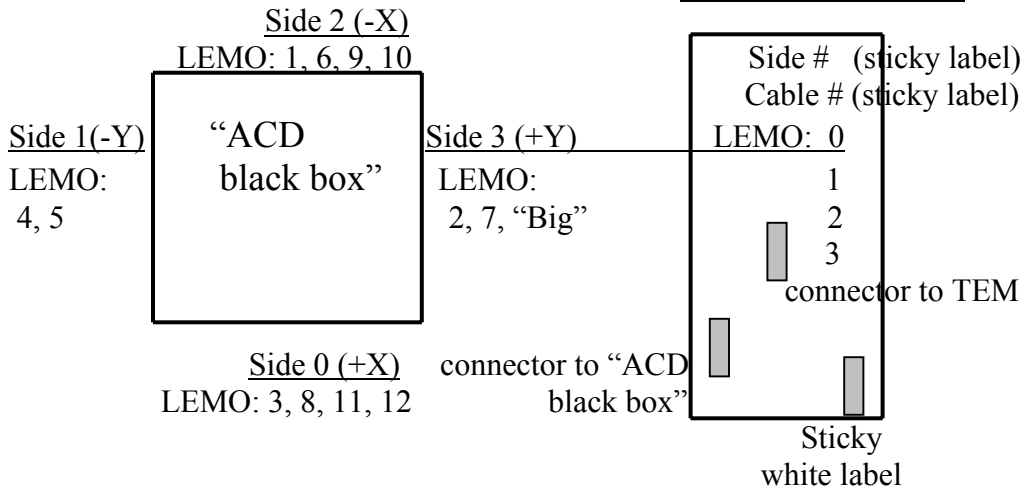 Side 2 (-X)
LEMO: 1, 6, 9, 10
Side 1(-Y)
LEMO:
4, 5
“ACD
black box”
Side 3 (+Y)
LEMO:
2, 7, “Big”
Side 0 (+X)
LEMO: 3, 8, 11, 12
Side # (sticky label)
Cable # (sticky label)
LEMO: 0
1
2
3
connector to TEM
connector to “ACD
black box”
Sticky
white label